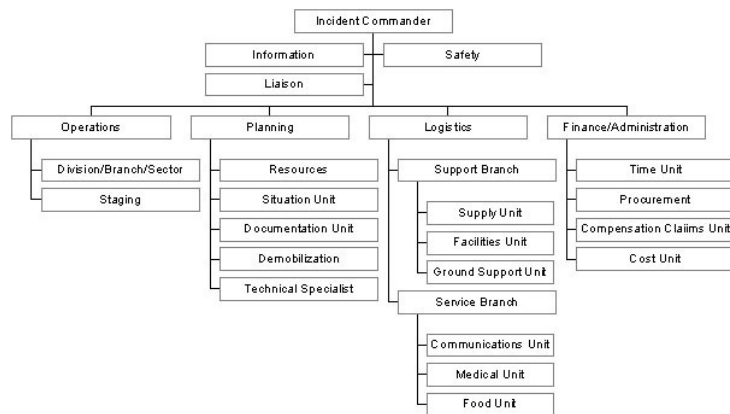 Incident Commander
Information
Safety
Liaison
Operations
Planning
Logistics
Finance/Administration
Division/Branch/Sector
Staging
Resources
Situation Unit
Documentation Unit
Demobilization
Technical Specialist
Support Branch
Supply Unit
Facilities Unit
Ground Support Unit
Service Branch
Communications Unit
Medical Unit
Food Unit
Time Unit
Procurement
Compensation Claiims Unit
Cost Unit